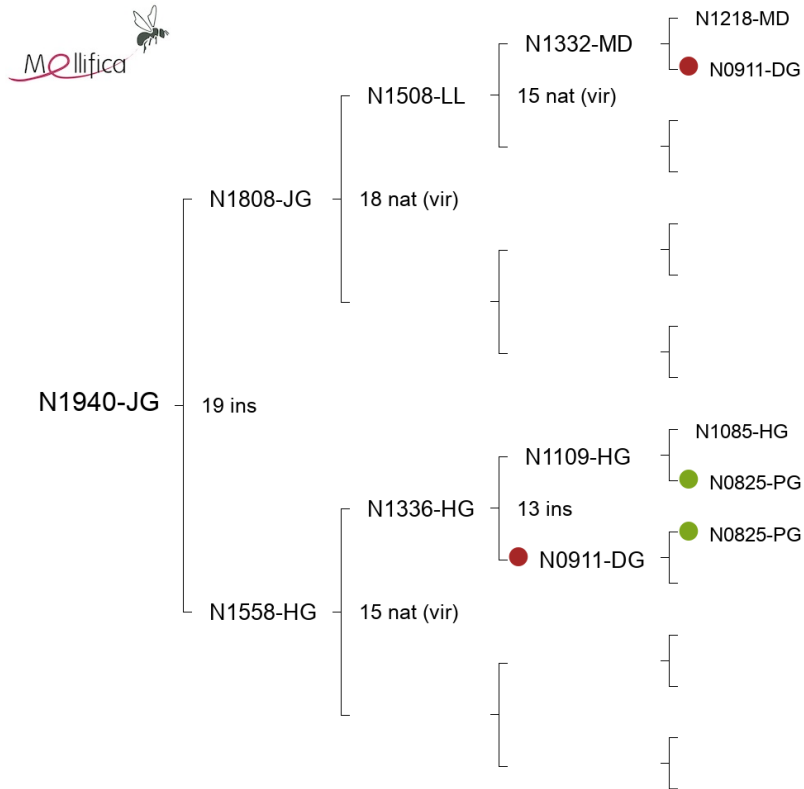 Mellifica
N1218-MD
N1332-MD
N0911-DG
N1508-LL
15 nat (vir)
N1808-JG
18 nat (vir)
N1940-JG
19 ins
N1085-HG
N1109-HG
N0825-PG
N1336-HG
13 ins
N0825-PG
N0911-DG
N1558-HG
15 nat (vir)